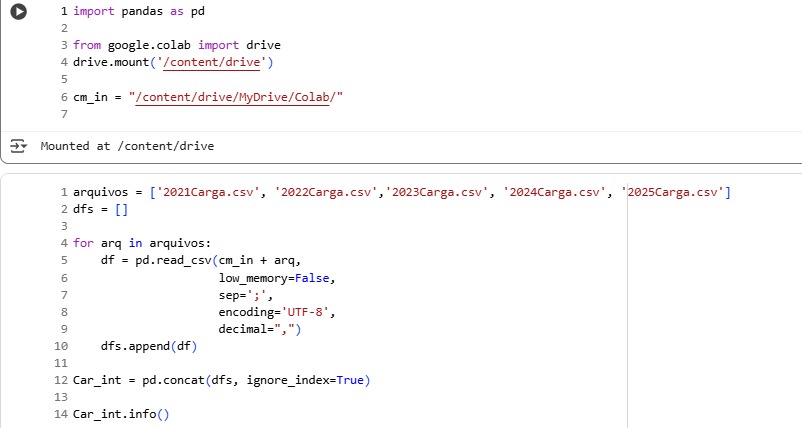 1 import pandas as pd
2
3 from google.colab import drive
4 drive.mount('/content/drive')
5
6 cm_in = "/content/drive/MyDrive/Colab/"
7
Mounted at /content/drive
1 arquivos = ['2021Carga.csv', '2022Carga.csv','2023Carga.csv', '2024Carga.csv', '2025Carga.csv']
2 dfs = []
3
4 for arq in arquivos:
5     df = pd.read_csv(cm_in + arq,
6                      low_memory=False,
7                      sep=';',
8                      encoding='UTF-8',
9                      decimal=",")
10     dfs.append(df)
11
12 Car_int = pd.concat(dfs, ignore_index=True)
13
14 Car_int.info()